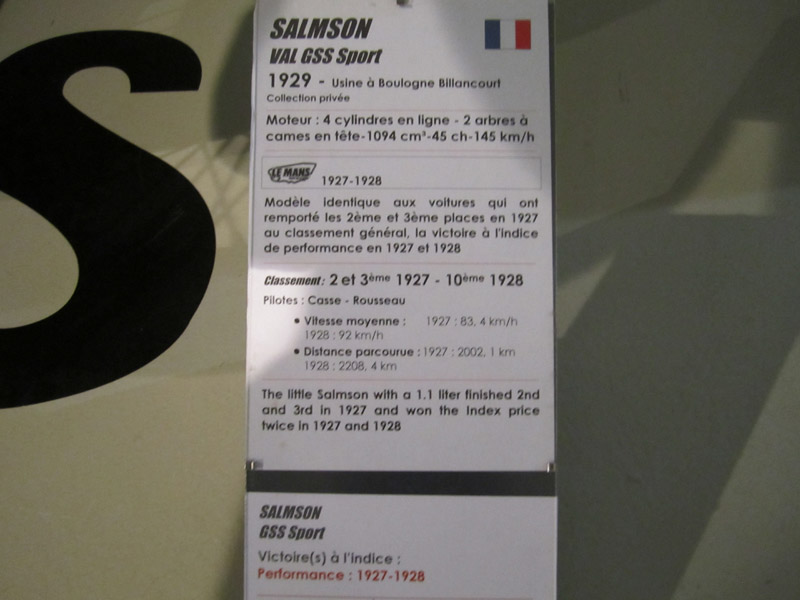 S
SALMSON
VAL GSS Sport
1929 - Usine à Boulogne Billancourt
Collection privée
Moteur : 4 cylindres en ligne - 2 arbres à
cames en tête-1094 cm³-45 ch-145 km/h
LE MANS
1927-1928
Modèle identique aux voitures qui ont
remporté les 2ème et 3ème places en 1927
au classement général, la victoire à l'indice
de performance en 1927 et 1928
Classement : 2 et 3ème 1927 - 10ème 1928
Pilotes : Casse - Rousseau
• Vitesse moyenne : 1927 : 83, 4 km/h
1928 : 92 km/h
• Distance parcourue : 1927 : 2002, 1 km
1928 : 2208, 4 km
The little Salmson with a 1.1 liter finished 2nd
and 3rd in 1927 and won the Index price
twice in 1927 and 1928
SALMSON
GSS Sport
Victoire(s) à l'indice :
Performance : 1927-1928